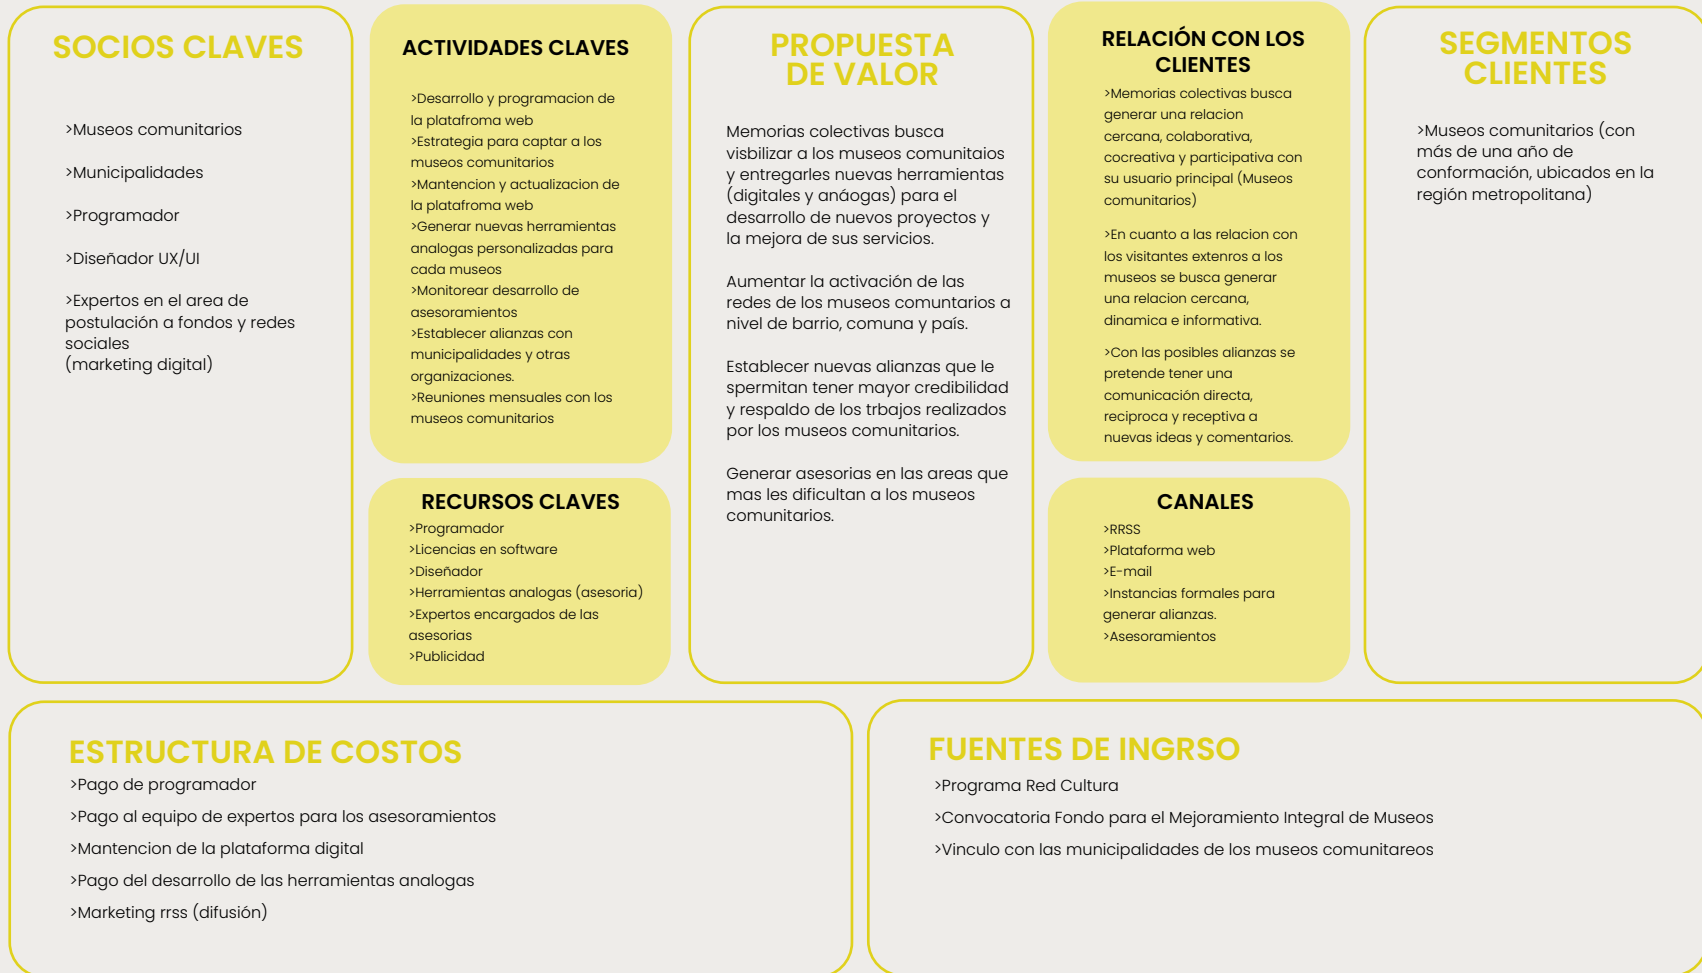 SOCIOS CLAVES
>Museos comunitarios
>Municipalidades
>Programador
>Diseñador UX/UI
>Expertos en el area de
postulación a fondos y redes
sociales
(marketing digital)
ACTIVIDADES CLAVES
>Desarrollo y programacion de
la platafroma web
>Estrategia para captar a los
museos comunitarios
>Mantencion y actualizacion de
la platafroma web
>Generar nuevas herramientas
analogas personalizadas para
cada museos
>Monitorear desarrollo de
asesoramientos
>Establecer alianzas con
municipalidades y otras
organizaciones.
>Reuniones mensuales con los
museos comunitarios
RECURSOS CLAVES
>Programador
>Licencias en software
>Diseñador
>Herramientas analogas (asesoria)
>Expertos encargados de las
asesorias
>Publicidad
PROPUESTA
DE VALOR
Memorias colectivas busca
visbilizar a los museos comunitaios
y entregarles nuevas herramientas
(digitales y anáogas) para el
desarrollo de nuevos proyectos y
la mejora de sus servicios.
Aumentar la activación de las
redes de los museos comuntarios a
nivel de barrio, comuna y país.
Establecer nuevas alianzas que le
spermitan tener mayor credibilidad
y respaldo de los trbajos realizados
por los museos comunitarios.
Generar asesorias en las areas que
mas les dificultan a los museos
comunitarios.
RELACIÓN CON LOS
CLIENTES
>Memorias colectivas busca
generar una relacion
cercana, colaborativa,
cocreativa y participativa con
su usuario principal (Museos
comunitarios)
>En cuanto a las relacion con
los visitantes extenros a los
museos se busca generar
una relacion cercana,
dinamica e informativa.
>Con las posibles alianzas se
pretende tener una
comunicación directa,
reciproca y receptiva a
nuevas ideas y comentarios.
CANALES
>RRSS
>Plataforma web
>E-mail
>Instancias formales para
generar alianzas.
>Asesoramientos
SEGMENTOS
CLIENTES
>Museos comunitarios (con
más de una año de
conformación, ubicados en la
región metropolitana)
ESTRUCTURA DE COSTOS
>Pago de programador
>Pago al equipo de expertos para los asesoramientos
>Mantencion de la plataforma digital
>Pago del desarrollo de las herramientas analogas
>Marketing rrss (difusión)
FUENTES DE INGRSO
>Programa Red Cultura
>Convocatoria Fondo para el Mejoramiento Integral de Museos
>Vinculo con las municipalidades de los museos comunitareos